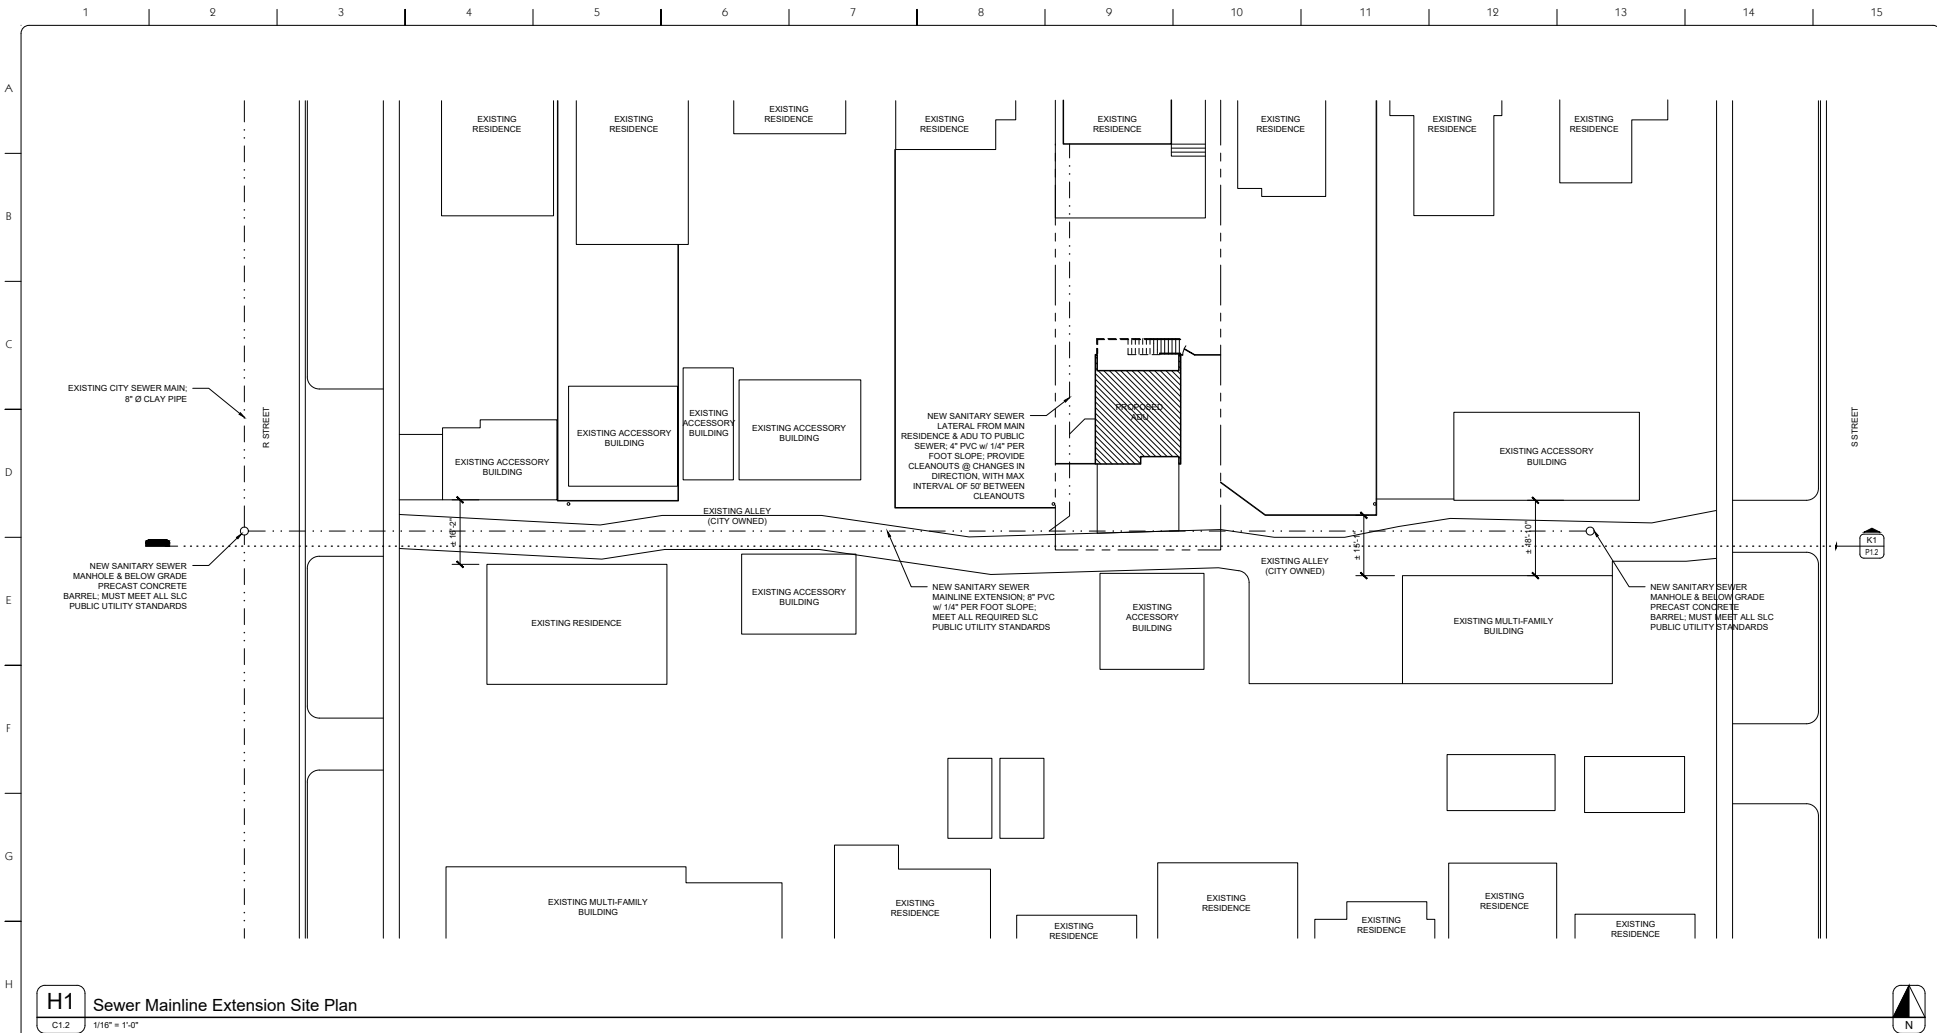 1 2 3 4 5 6 7 8 9 10 11 12 13 14 15
A
B
C
D
E
F
G
H
EXISTING
RESIDENCE
EXISTING
RESIDENCE
EXISTING
RESIDENCE
EXISTING
RESIDENCE
EXISTING
RESIDENCE
EXISTING
RESIDENCE
EXISTING
RESIDENCE
EXISTING
RESIDENCE
EXISTING CITY SEWER MAIN;
8" Ø CLAY PIPE
R STREET
EXISTING ACCESSORY
BUILDING
EXISTING ACCESSORY
BUILDING
EXISTING
ACCESSORY
BUILDING
EXISTING ACCESSORY
BUILDING
NEW SANITARY SEWER
LATERAL FROM MAIN
RESIDENCE & ADU TO PUBLIC
SEWER; 4" PVC w/ 1/4" PER
FOOT SLOPE; PROVIDE
CLEANOUTS @ CHANGES IN
DIRECTION, WITH MAX
INTERVAL OF 50' BETWEEN
CLEANOUTS
PROPOSED
ADU
EXISTING ACCESSORY
BUILDING
S STREET
EXISTING ALLEY
(CITY OWNED)
± 16'-2"
EXISTING ALLEY
(CITY OWNED)
K1
P1.2
NEW SANITARY SEWER
MANHOLE & BELOW GRADE
PRECAST CONCRETE
BARREL; MUST MEET ALL SLC
PUBLIC UTILITY STANDARDS
EXISTING RESIDENCE
EXISTING ACCESSORY
BUILDING
NEW SANITARY SEWER
MAINLINE EXTENSION; 8" PVC
w/ 1/4" PER FOOT SLOPE;
MEET ALL REQUIRED SLC
PUBLIC UTILITY STANDARDS
EXISTING
ACCESSORY
BUILDING
EXISTING MULTI-FAMILY
BUILDING
NEW SANITARY SEWER
MANHOLE & BELOW GRADE
PRECAST CONCRETE
BARREL; MUST MEET ALL SLC
PUBLIC UTILITY STANDARDS
EXISTING MULTI-FAMILY
BUILDING
EXISTING
RESIDENCE
EXISTING
RESIDENCE
EXISTING
RESIDENCE
EXISTING
RESIDENCE
EXISTING
RESIDENCE
EXISTING
RESIDENCE
H1
C1.2
Sewer Mainline Extension Site Plan
1/16" = 1'-0"
N